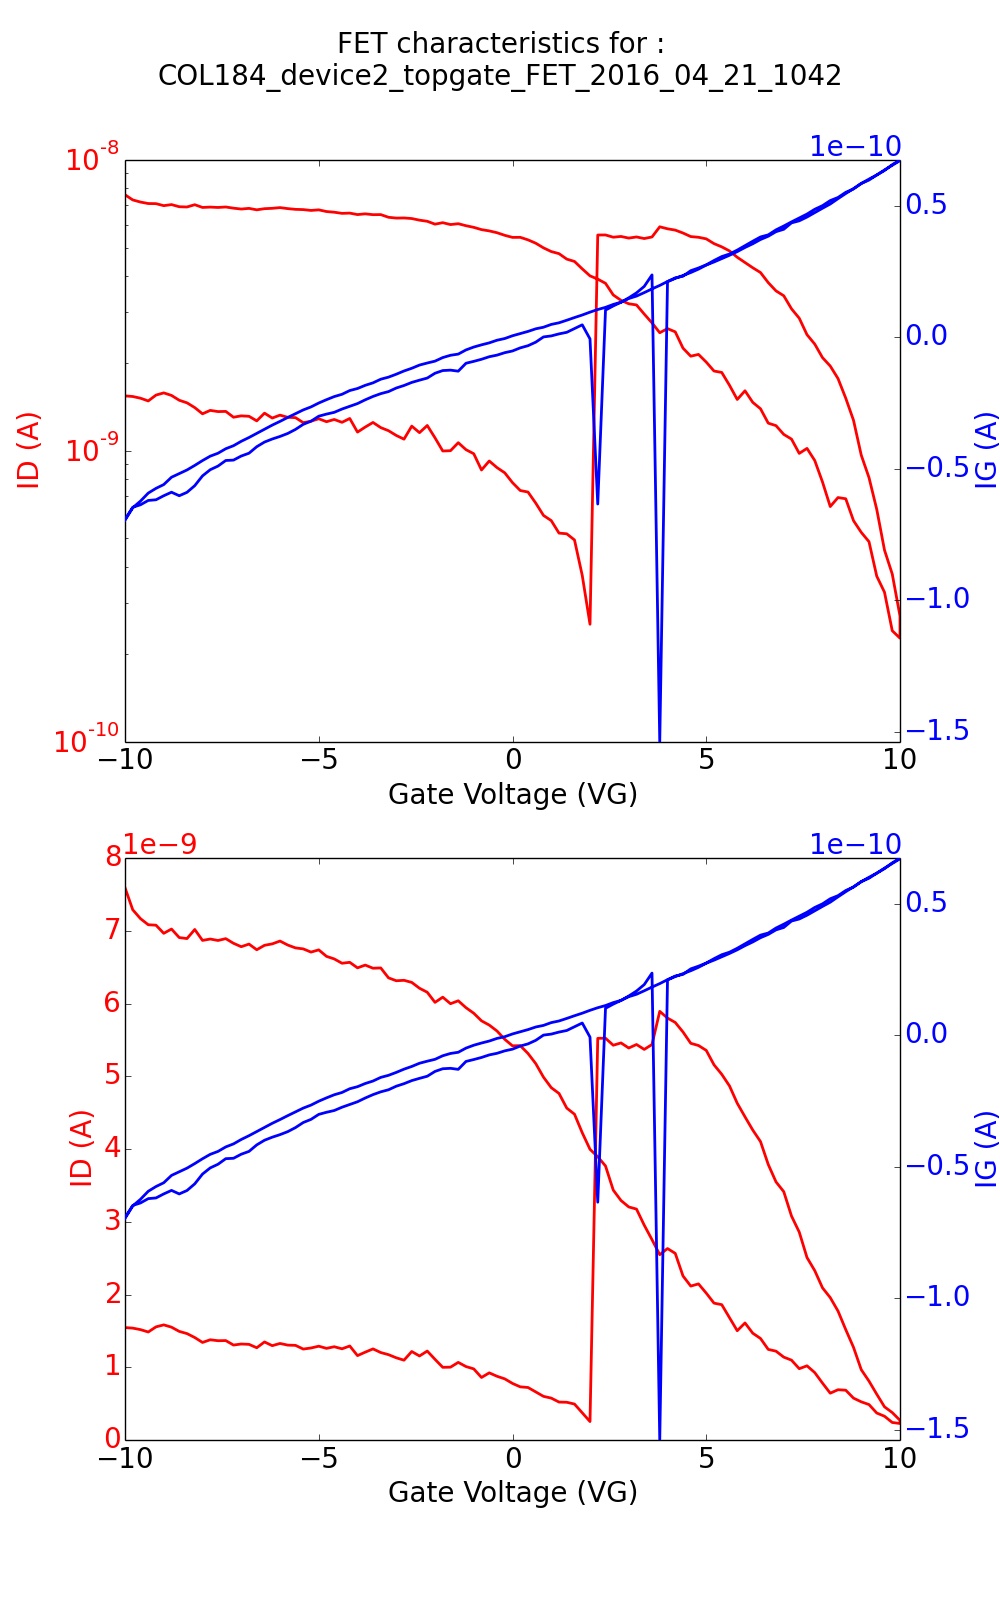 FET characteristics for :
COL184_device2_topgate_FET_2016_04_21_1042
1e−10
10^-8
10^-9
10^-10
ID (A)
0.5
0.0
−0.5
−1.0
−1.5
IG (A)
−10 −5 0 5 10
Gate Voltage (VG)
1e−9 1e−10
8
7
6
5
4
3
2
1
0
ID (A)
0.5
0.0
−0.5
−1.0
−1.5
IG (A)
−10 −5 0 5 10
Gate Voltage (VG)